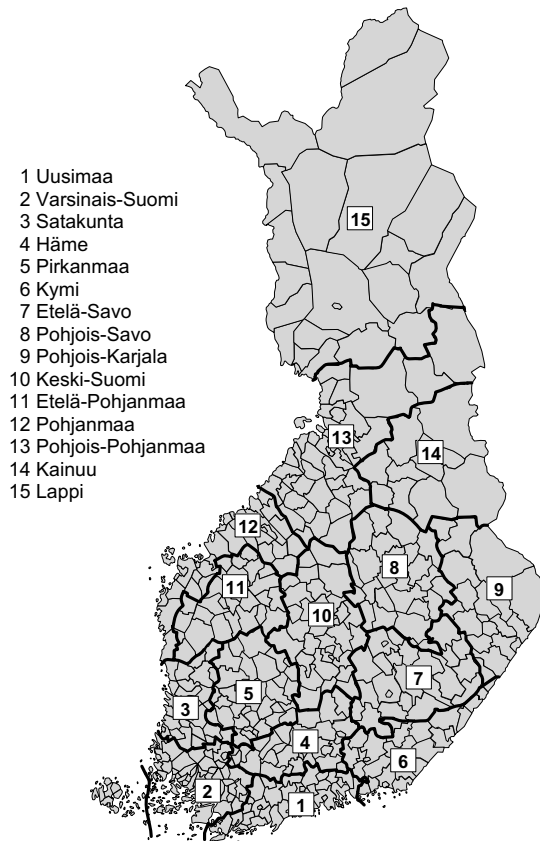 1 Uusimaa
2 Varsinais-Suomi
3 Satakunta
4 Häme
5 Pirkanmaa
6 Kymi
7 Etelä-Savo
8 Pohjois-Savo
9 Pohjois-Karjala
10 Keski-Suomi
11 Etelä-Pohjanmaa
12 Pohjanmaa
13 Pohjois-Pohjanmaa
14 Kainuu
15 Lappi
15
13
14
12
8
11
9
10
7
5
3
4
6
2
1